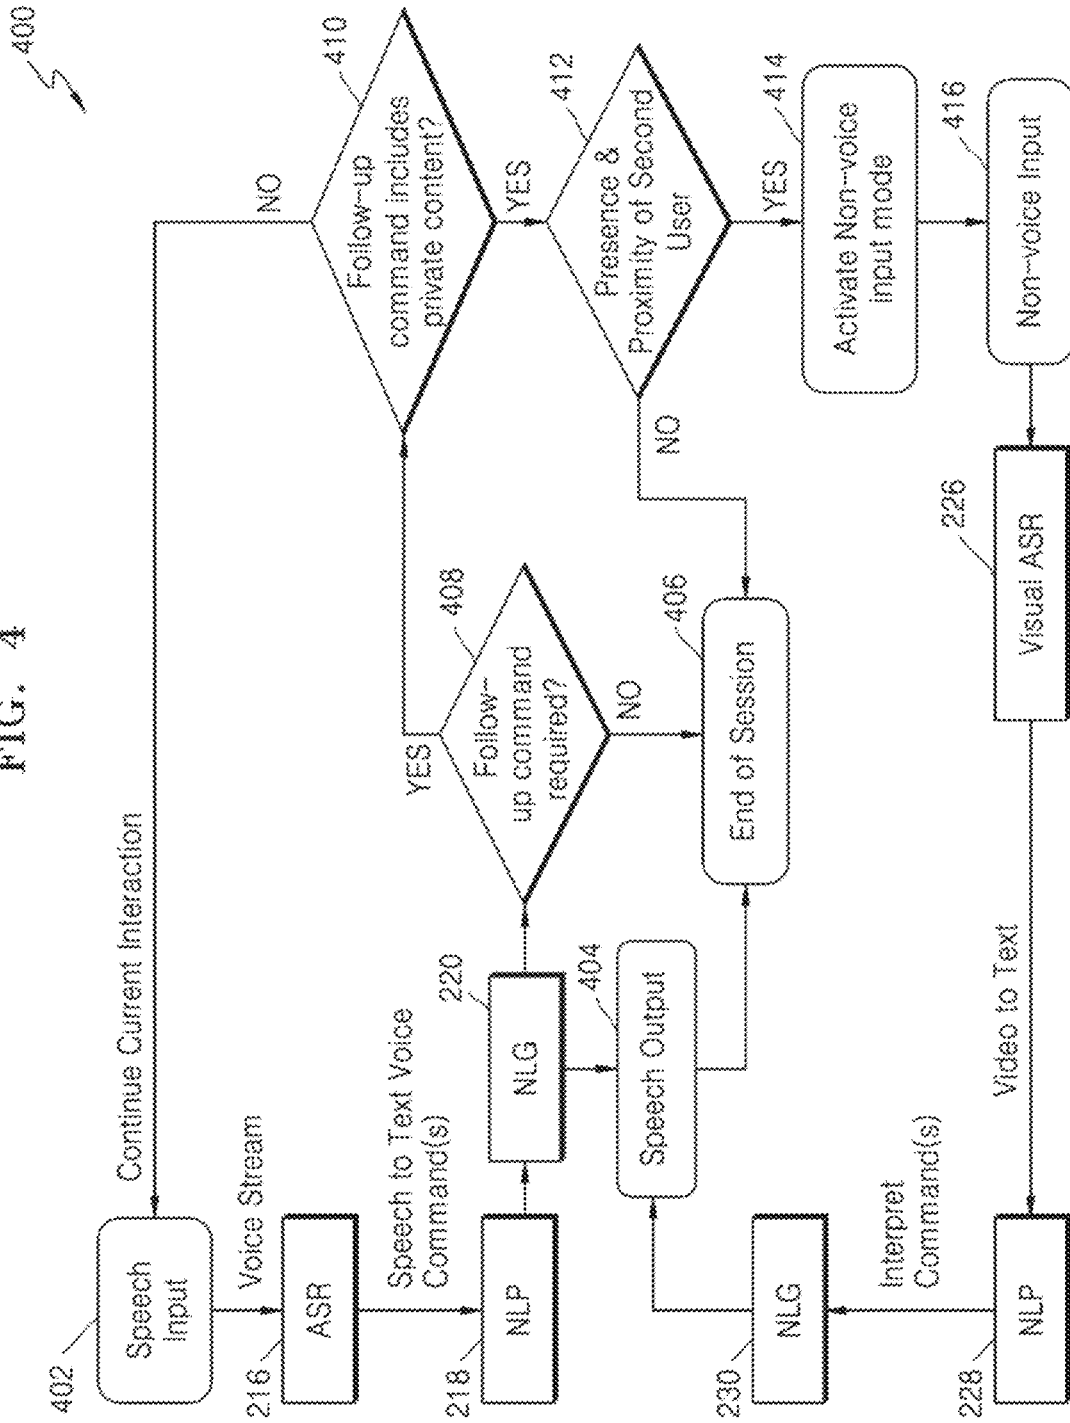 FIG. 4
400
Continue Current Interaction
NO
402
Speech
Input
Voice Stream
216
ASR
Speech to Text Voice
Command(s)
218
NLP
220
NLG
404
Speech Output
YES
408
Follow-
up command
required?
NO
406
End of Session
410
Follow-up
command includes
private content?
YES
412
Presence &
Proximity of Second
User
NO
YES
414
Activate Non-voice
input mode
416
Non-voice Input
226
Visual ASR
Video to Text
228
NLP
Interpret
Command(s)
230
NLG